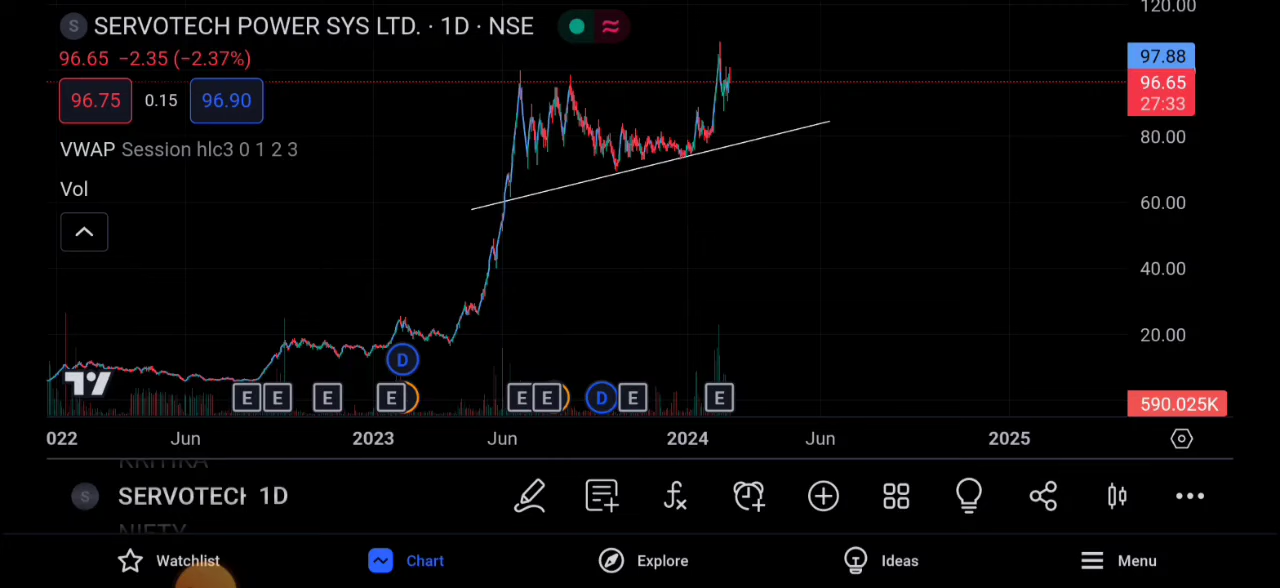 120.00
S SERVOTECH POWER SYS LTD. · 1D · NSE
97.88
96.65 −2.35 (−2.37%)
96.65
27:33
96.75 0.15 96.90
80.00
VWAP Session hlc3 0 1 2 3
Vol
60.00
40.00
20.00
D
E E E E E E D E E
590.025K
022 Jun 2023 Jun 2024 Jun 2025
KRITIKA
S SERVOTECH 1D
NIFTY
Watchlist Chart Explore Ideas Menu